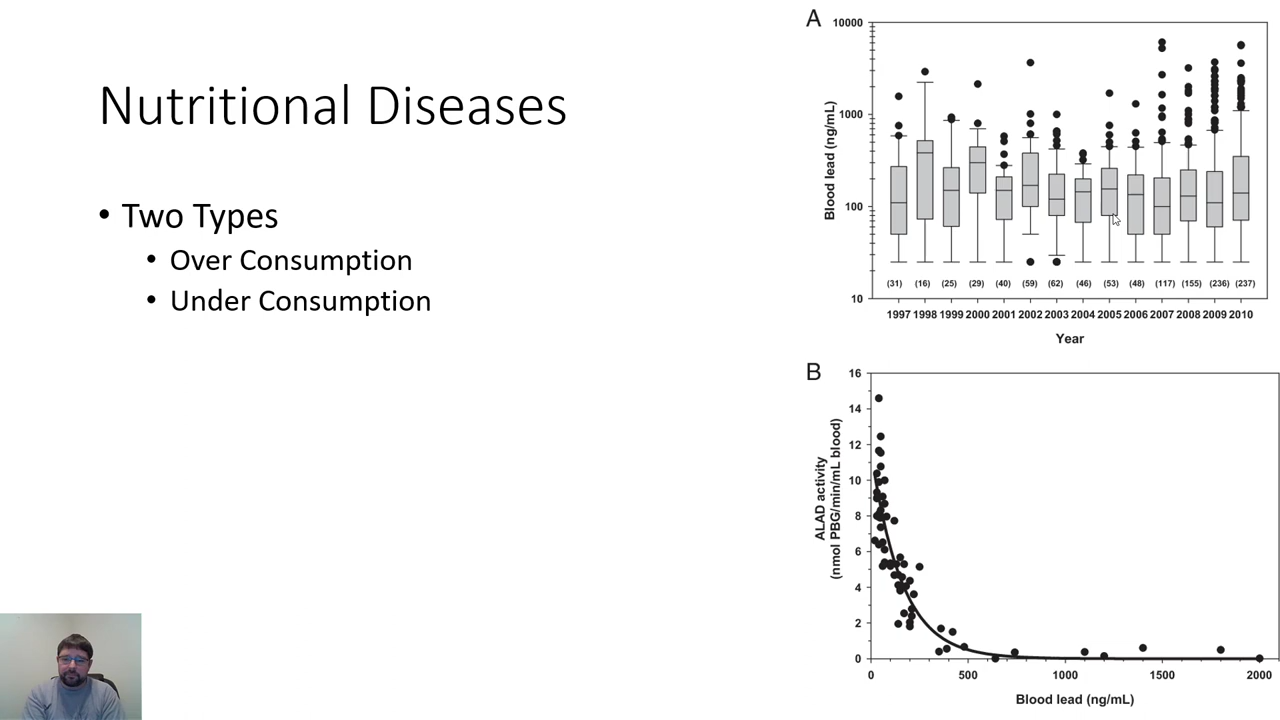 Nutritional Diseases
• Two Types
• Over Consumption
• Under Consumption
A
10000
1000
100
10
Blood lead (ng/mL)
(31) (16) (25) (29) (40) (59) (62) (46) (53) (48) (117) (155) (236) (237)
1997 1998 1999 2000 2001 2002 2003 2004 2005 2006 2007 2008 2009 2010
Year
B
16
14
12
10
8
6
4
2
0
ALAD activity
(nmol PBG/min/mL blood)
0 500 1000 1500 2000
Blood lead (ng/mL)